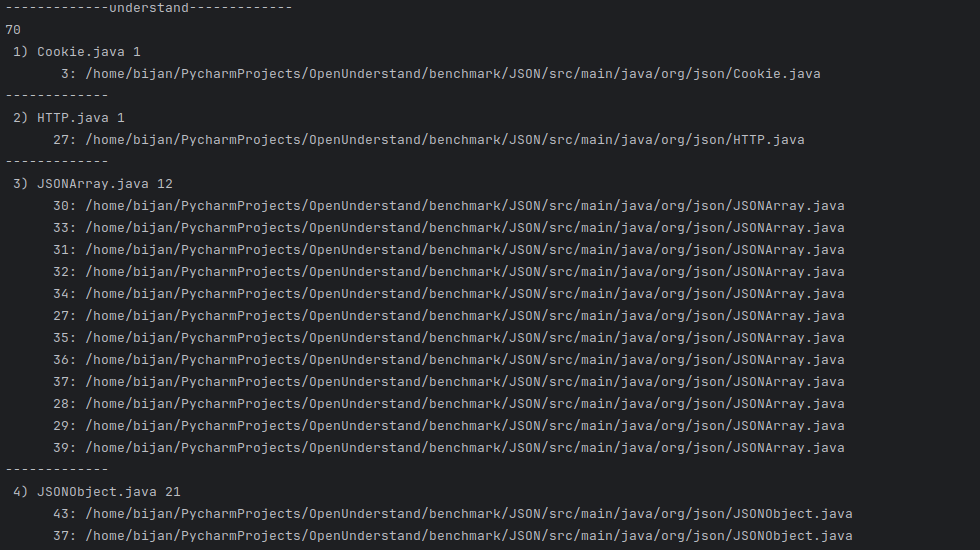 -------------understand-------------
70
1) Cookie.java 1
3: /home/bijan/PycharmProjects/OpenUnderstand/benchmark/JSON/src/main/java/org/json/Cookie.java
-------------
2) HTTP.java 1
27: /home/bijan/PycharmProjects/OpenUnderstand/benchmark/JSON/src/main/java/org/json/HTTP.java
-------------
3) JSONArray.java 12
30: /home/bijan/PycharmProjects/OpenUnderstand/benchmark/JSON/src/main/java/org/json/JSONArray.java
33: /home/bijan/PycharmProjects/OpenUnderstand/benchmark/JSON/src/main/java/org/json/JSONArray.java
31: /home/bijan/PycharmProjects/OpenUnderstand/benchmark/JSON/src/main/java/org/json/JSONArray.java
32: /home/bijan/PycharmProjects/OpenUnderstand/benchmark/JSON/src/main/java/org/json/JSONArray.java
34: /home/bijan/PycharmProjects/OpenUnderstand/benchmark/JSON/src/main/java/org/json/JSONArray.java
27: /home/bijan/PycharmProjects/OpenUnderstand/benchmark/JSON/src/main/java/org/json/JSONArray.java
35: /home/bijan/PycharmProjects/OpenUnderstand/benchmark/JSON/src/main/java/org/json/JSONArray.java
36: /home/bijan/PycharmProjects/OpenUnderstand/benchmark/JSON/src/main/java/org/json/JSONArray.java
37: /home/bijan/PycharmProjects/OpenUnderstand/benchmark/JSON/src/main/java/org/json/JSONArray.java
28: /home/bijan/PycharmProjects/OpenUnderstand/benchmark/JSON/src/main/java/org/json/JSONArray.java
29: /home/bijan/PycharmProjects/OpenUnderstand/benchmark/JSON/src/main/java/org/json/JSONArray.java
39: /home/bijan/PycharmProjects/OpenUnderstand/benchmark/JSON/src/main/java/org/json/JSONArray.java
-------------
4) JSONObject.java 21
43: /home/bijan/PycharmProjects/OpenUnderstand/benchmark/JSON/src/main/java/org/json/JSONObject.java
37: /home/bijan/PycharmProjects/OpenUnderstand/benchmark/JSON/src/main/java/org/json/JSONObject.java